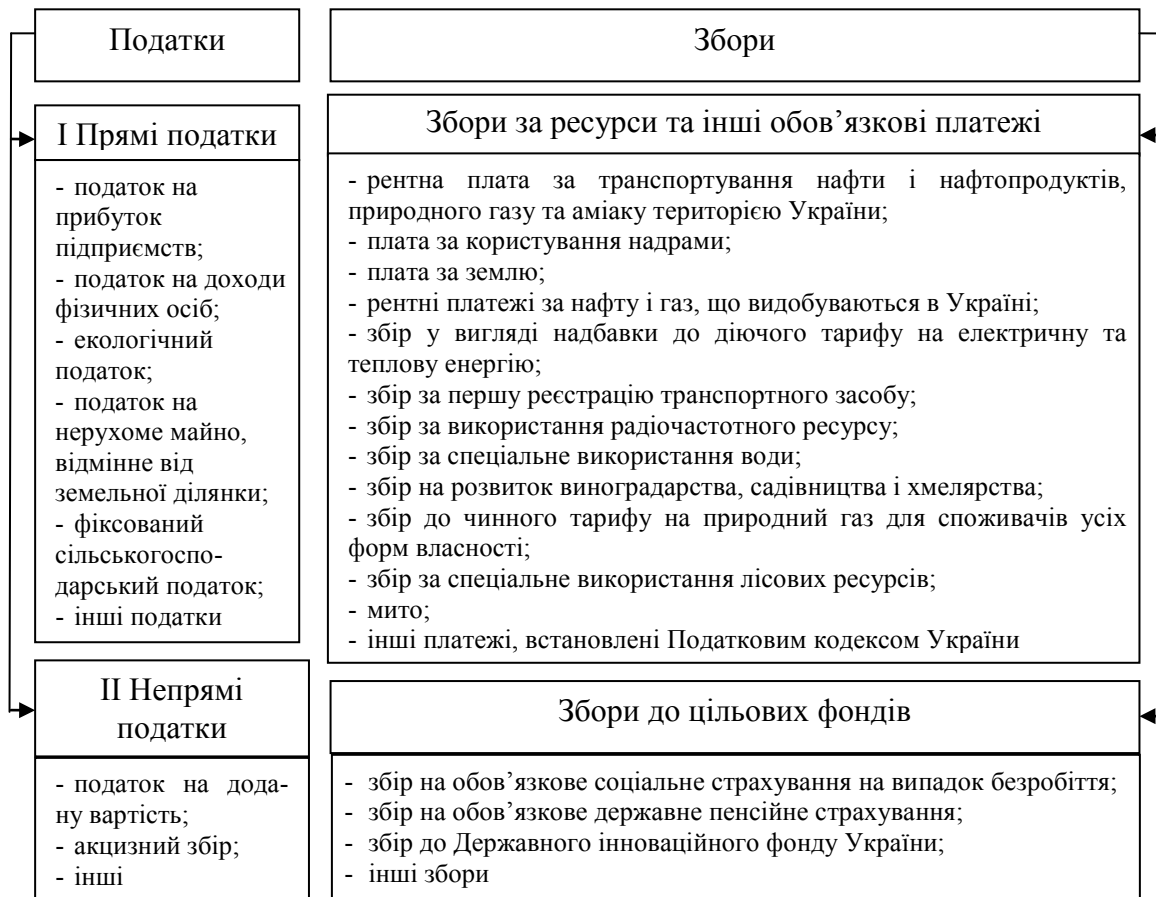 Податки
Збори
І Прямі податки
- податок на
прибуток
підприємств;
- податок на доходи
фізичних осіб;
- екологічний
податок;
- податок на
нерухоме майно,
відмінне від
земельної ділянки;
- фіксований
сільськогоспо-
дарський податок;
- інші податки
Збори за ресурси та інші обов’язкові платежі
- рентна плата за транспортування нафти і нафтопродуктів,
природного газу та аміаку територією України;
- плата за користування надрами;
- плата за землю;
- рентні платежі за нафту і газ, що видобуваються в Україні;
- збір у вигляді надбавки до діючого тарифу на електричну та
теплову енергію;
- збір за першу реєстрацію транспортного засобу;
- збір за використання радіочастотного ресурсу;
- збір за спеціальне використання води;
- збір на розвиток виноградарства, садівництва і хмелярства;
- збір до чинного тарифу на природний газ для споживачів усіх
форм власності;
- збір за спеціальне використання лісових ресурсів;
- мито;
- інші платежі, встановлені Податковим кодексом України
ІІ Непрямі
податки
- податок на дода-
ну вартість;
- акцизний збір;
- інші
Збори до цільових фондів
- збір на обов’язкове соціальне страхування на випадок безробіття;
- збір на обов’язкове державне пенсійне страхування;
- збір до Державного інноваційного фонду України;
- інші збори